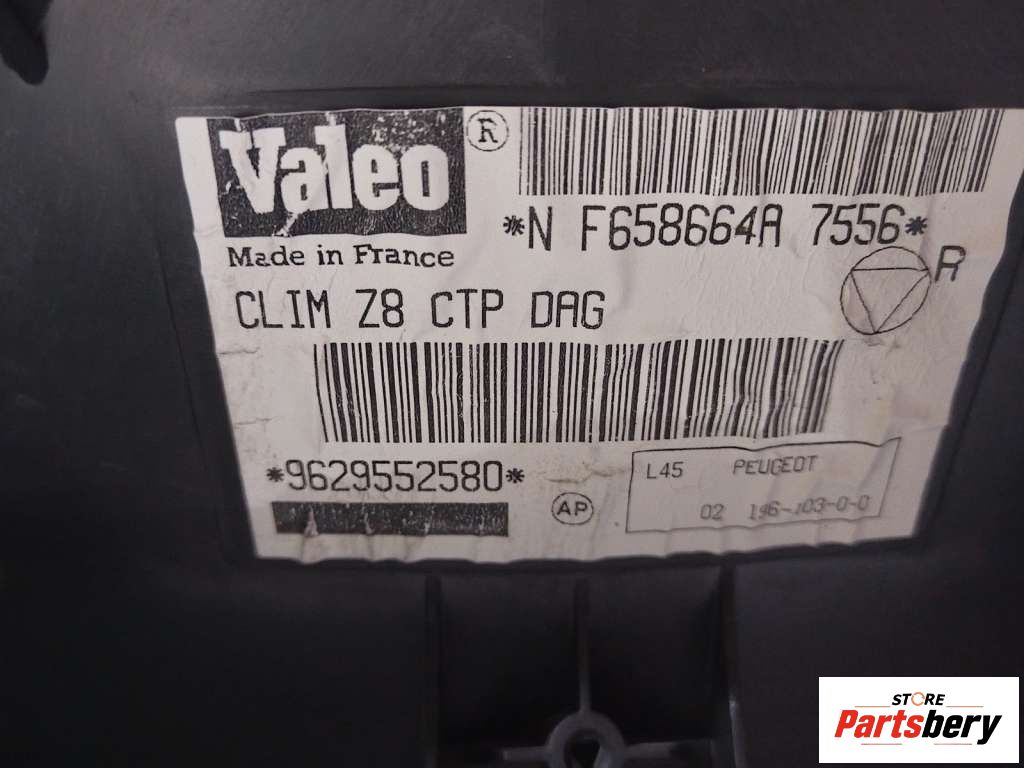 Valeo ®
*N F658664A 7556*
Made in France
R
CLIM Z8 CTP DAG
*9629552580*
AP
L45 PEUGEOT
02
STORE
Partsbery